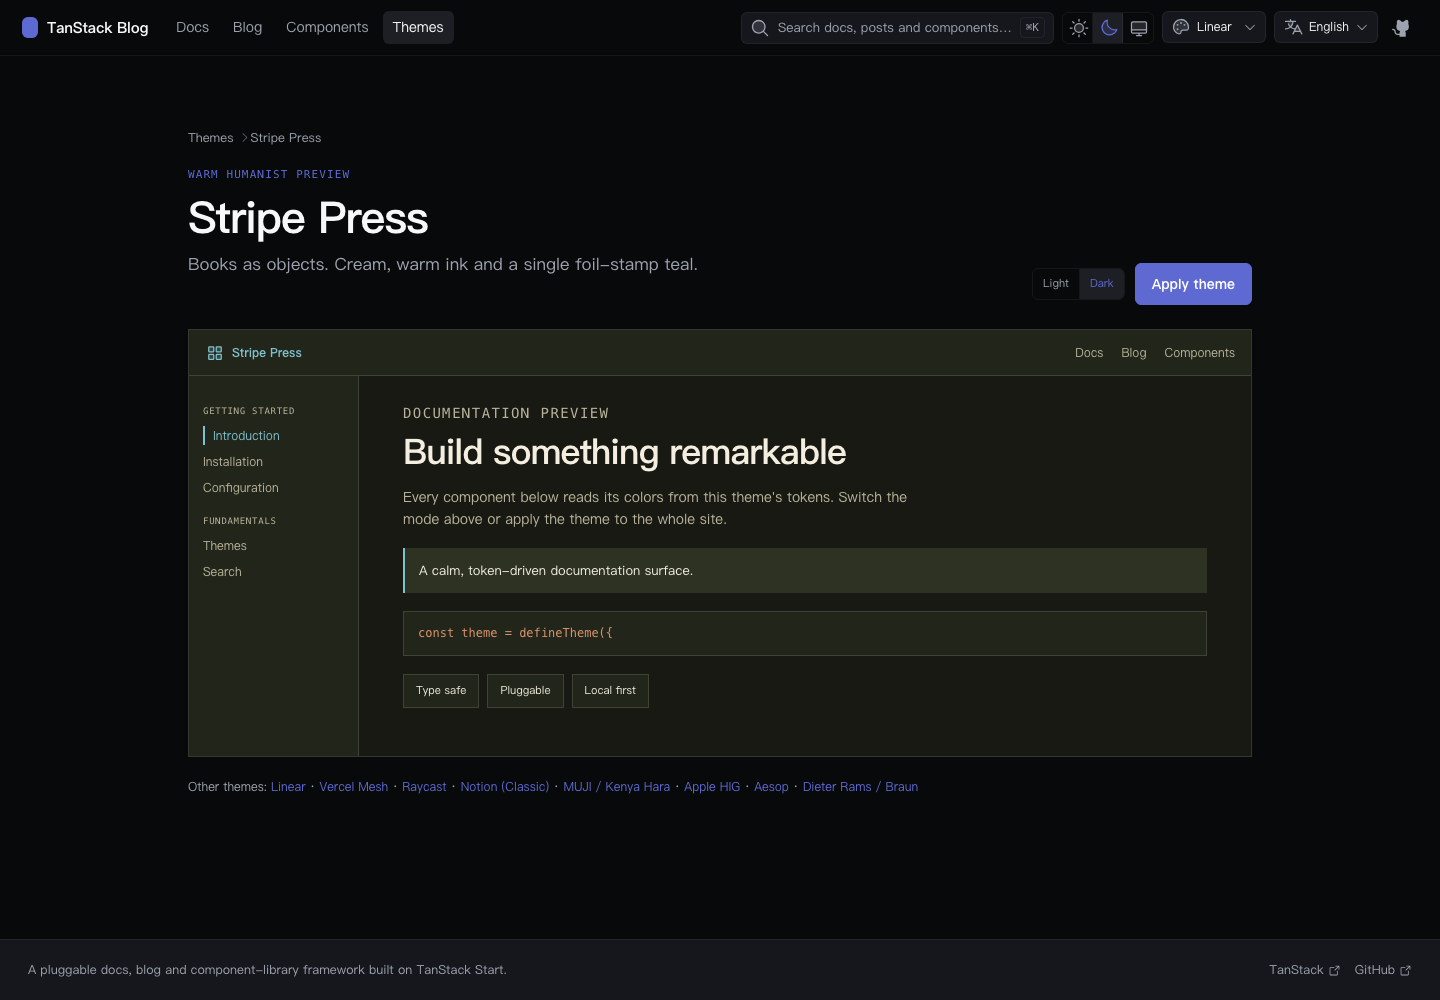 TanStack Blog Docs Blog Components Themes Search docs, posts and components... ⌘K Linear English
Themes Stripe Press
WARM HUMANIST PREVIEW
Stripe Press
Books as objects. Cream, warm ink and a single foil-stamp teal.
Light Dark Apply theme
Stripe Press Docs Blog Components
GETTING STARTED
Introduction
Installation
Configuration
FUNDAMENTALS
Themes
Search
DOCUMENTATION PREVIEW
Build something remarkable
Every component below reads its colors from this theme's tokens. Switch the
mode above or apply the theme to the whole site.
A calm, token-driven documentation surface.
const theme = defineTheme({
Type safe Pluggable Local first
Other themes: Linear · Vercel Mesh · Raycast · Notion (Classic) · MUJI / Kenya Hara · Apple HIG · Aesop · Dieter Rams / Braun
A pluggable docs, blog and component-library framework built on TanStack Start. TanStack GitHub